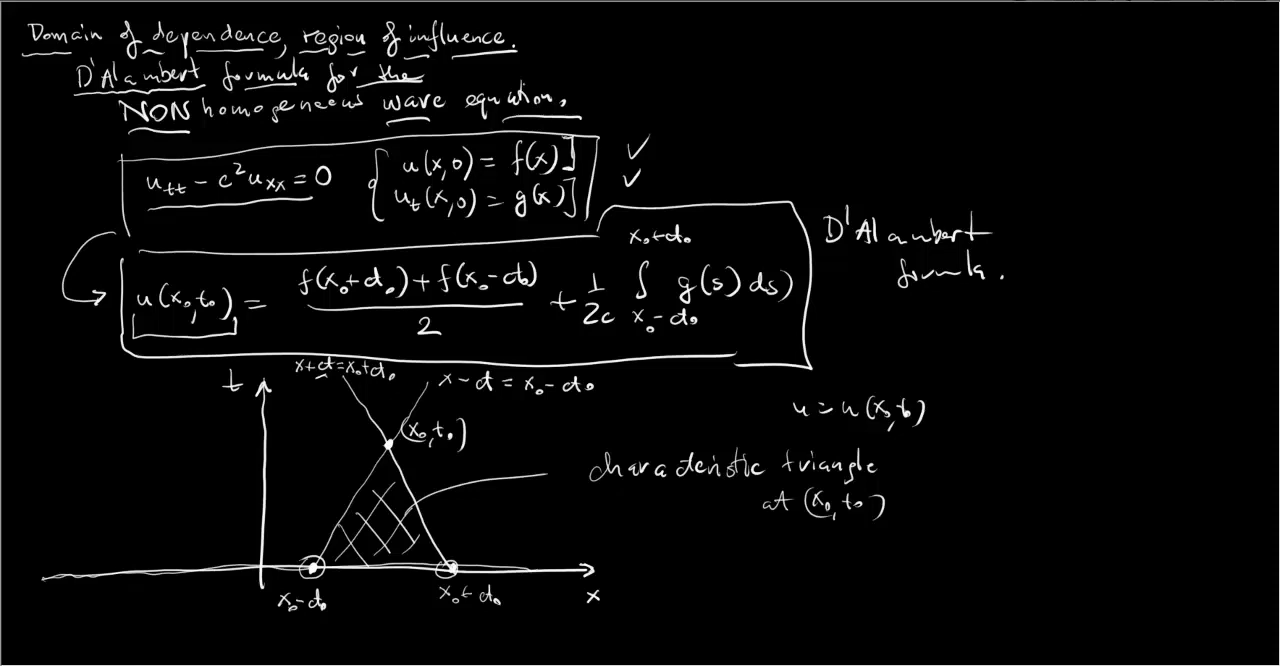 Domain of dependence, region of influence.
D'Alambert formula for the
NON homogeneous wave equation.
u_tt - c²u_xx = 0 { u(x,0) = f(x) ] ✓
u_t(x,0) = g(x) ] ✓
u(x₀,t₀) = (f(x₀+ct₀) + f(x₀-ct₀))/2 + 1/2c ∫_{x₀-ct₀}^{x₀+ct₀} g(s) ds)
D'Alambert
formula.
x+ct = x₀+ct₀
x-ct = x₀-ct₀
t
(x₀,t₀)
u = u(x,t)
characteristic triangle
at (x₀,t₀)
x₀-ct₀
x₀+ct₀
x